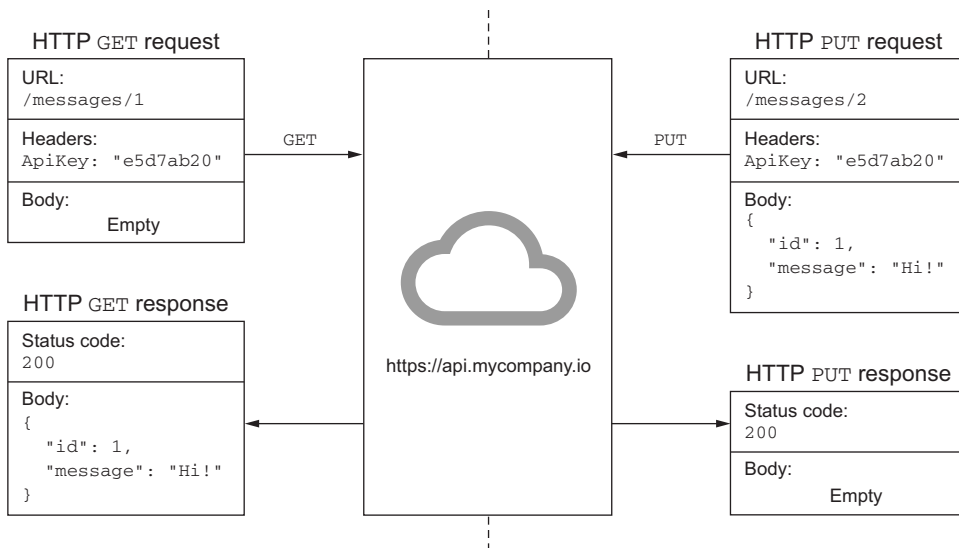 HTTP GET request
URL:
/messages/1
Headers:
ApiKey: "e5d7ab20"
Body:
Empty
GET
HTTP GET response
Status code:
200
Body:
{
"id": 1,
"message": "Hi!"
}
https://api.mycompany.io
HTTP PUT request
URL:
/messages/2
Headers:
ApiKey: "e5d7ab20"
Body:
{
"id": 1,
"message": "Hi!"
}
PUT
HTTP PUT response
Status code:
200
Body:
Empty